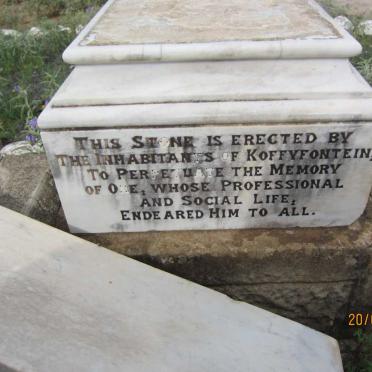 THIS STONE IS ERECTED BY
THE INHABITANTS OF KOFFYFONTEIN,
TO PERPETUATE THE MEMORY
OF ONE, WHOSE PROFESSIONAL
AND SOCIAL LIFE,
ENDEARED HIM TO ALL.
20/